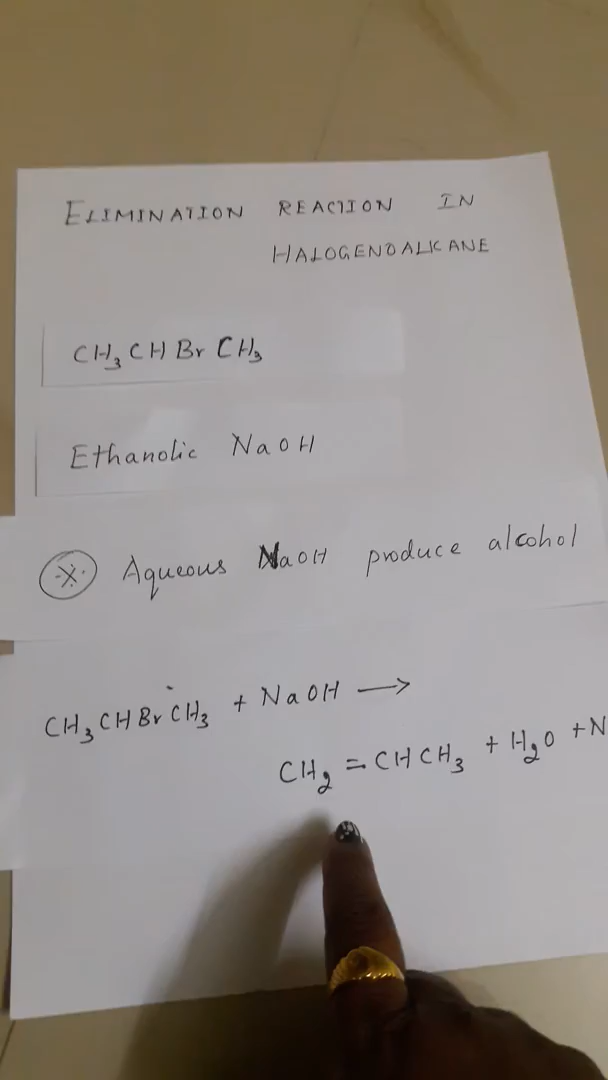 ELIMINATION REACTION IN
HALOGENOALKANE
CH₃CHBrCH₃
Ethanolic NaOH
Aqueous NaOH produce alcohol
CH₃CHBrCH₃ + NaOH →
CH₂=CHCH₃ + H₂O + N